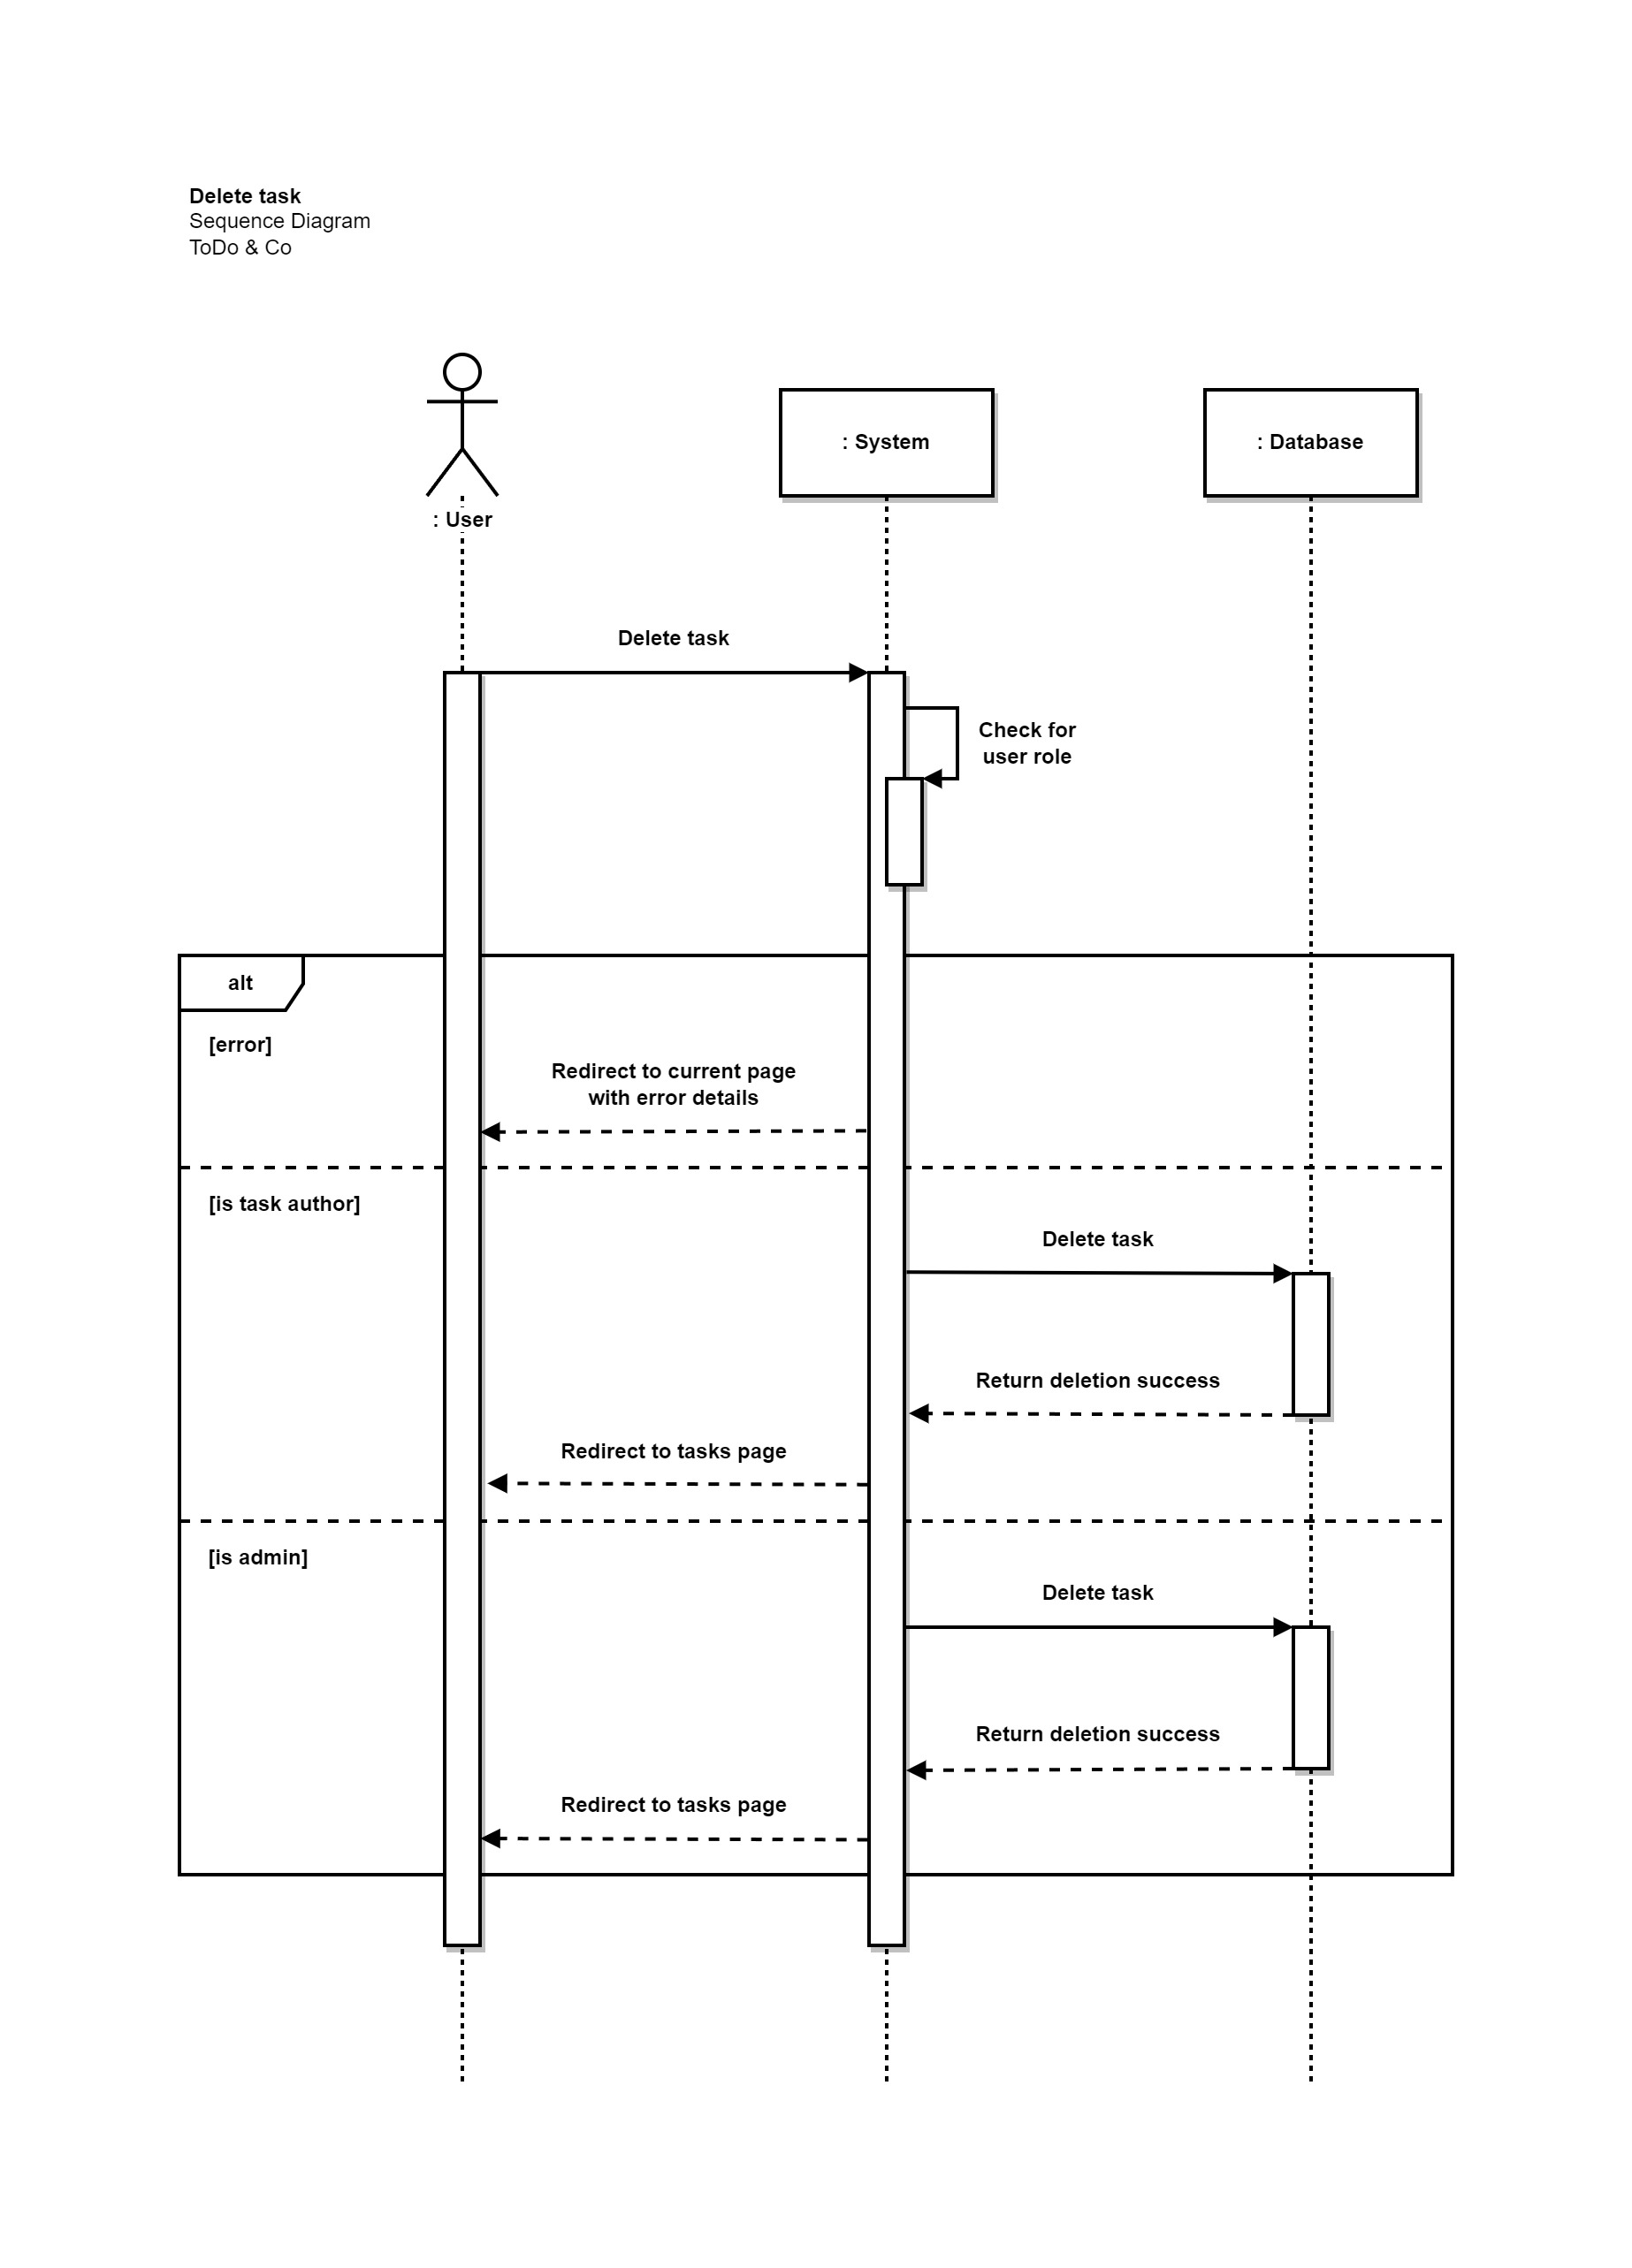 Delete task
Sequence Diagram
ToDo & Co
: System
: Database
: User
Delete task
Check for
user role
alt
[error]
Redirect to current page
with error details
[is task author]
Delete task
Return deletion success
Redirect to tasks page
[is admin]
Delete task
Return deletion success
Redirect to tasks page